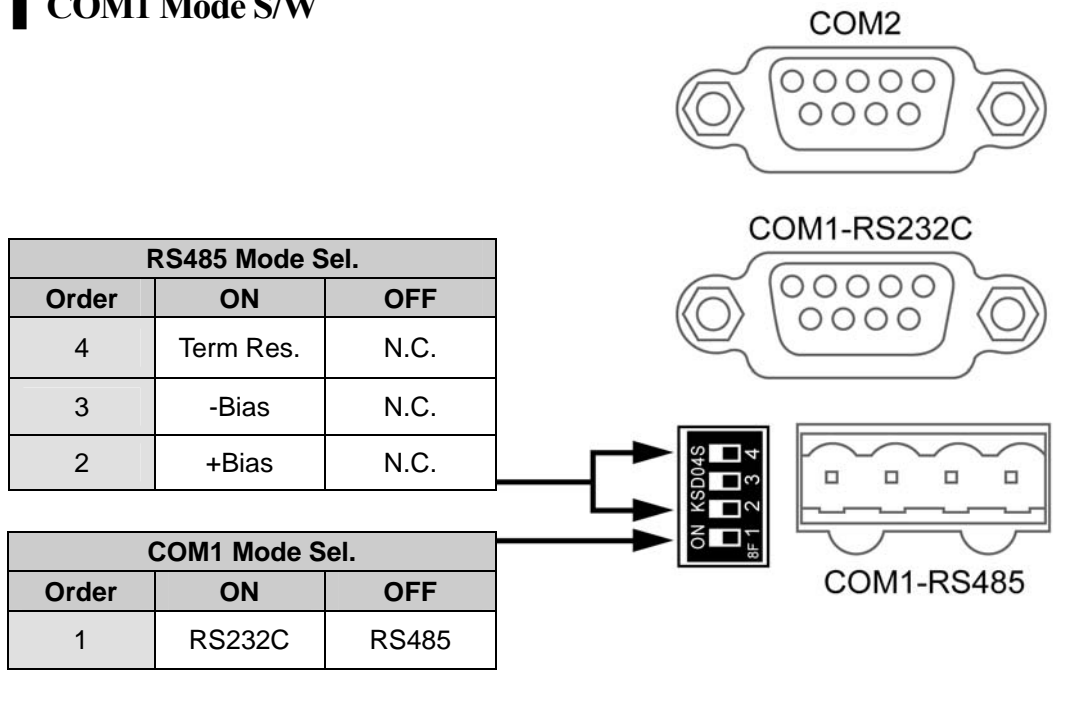 COM1 Mode S/W
COM2
COM1-RS232C
RS485 Mode Sel.
Order ON OFF
4 Term Res. N.C.
3 -Bias N.C.
2 +Bias N.C.
COM1 Mode Sel.
Order ON OFF
1 RS232C RS485
ON KSD04S
8F 1 2 3 4
COM1-RS485